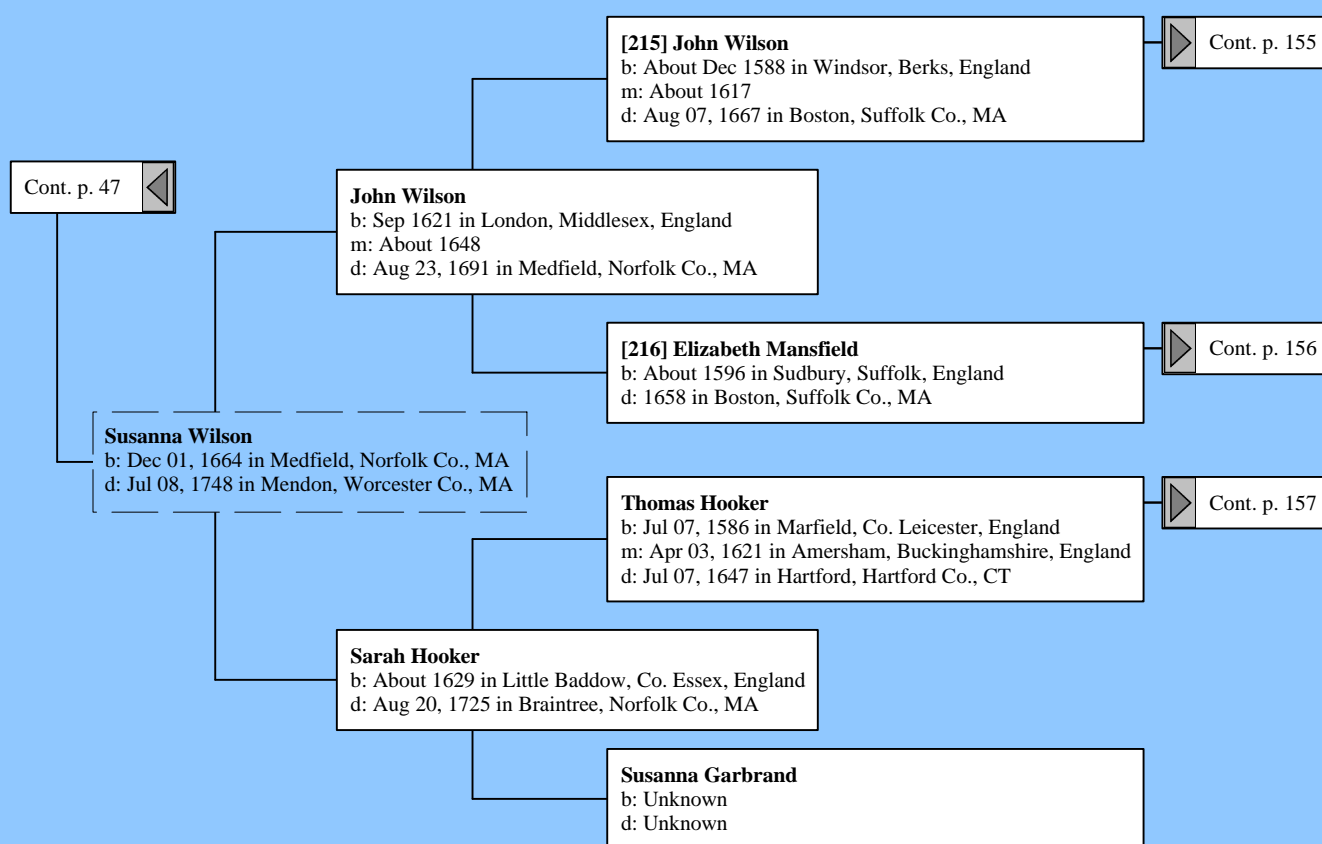 [215] John Wilson
b: About Dec 1588 in Windsor, Berks, England
m: About 1617
d: Aug 07, 1667 in Boston, Suffolk Co., MA
Cont. p. 155
Cont. p. 47
John Wilson
b: Sep 1621 in London, Middlesex, England
m: About 1648
d: Aug 23, 1691 in Medfield, Norfolk Co., MA
[216] Elizabeth Mansfield
b: About 1596 in Sudbury, Suffolk, England
d: 1658 in Boston, Suffolk Co., MA
Cont. p. 156
Susanna Wilson
b: Dec 01, 1664 in Medfield, Norfolk Co., MA
d: Jul 08, 1748 in Mendon, Worcester Co., MA
Thomas Hooker
b: Jul 07, 1586 in Marfield, Co. Leicester, England
m: Apr 03, 1621 in Amersham, Buckinghamshire, England
d: Jul 07, 1647 in Hartford, Hartford Co., CT
Cont. p. 157
Sarah Hooker
b: About 1629 in Little Baddow, Co. Essex, England
d: Aug 20, 1725 in Braintree, Norfolk Co., MA
Susanna Garbrand
b: Unknown
d: Unknown